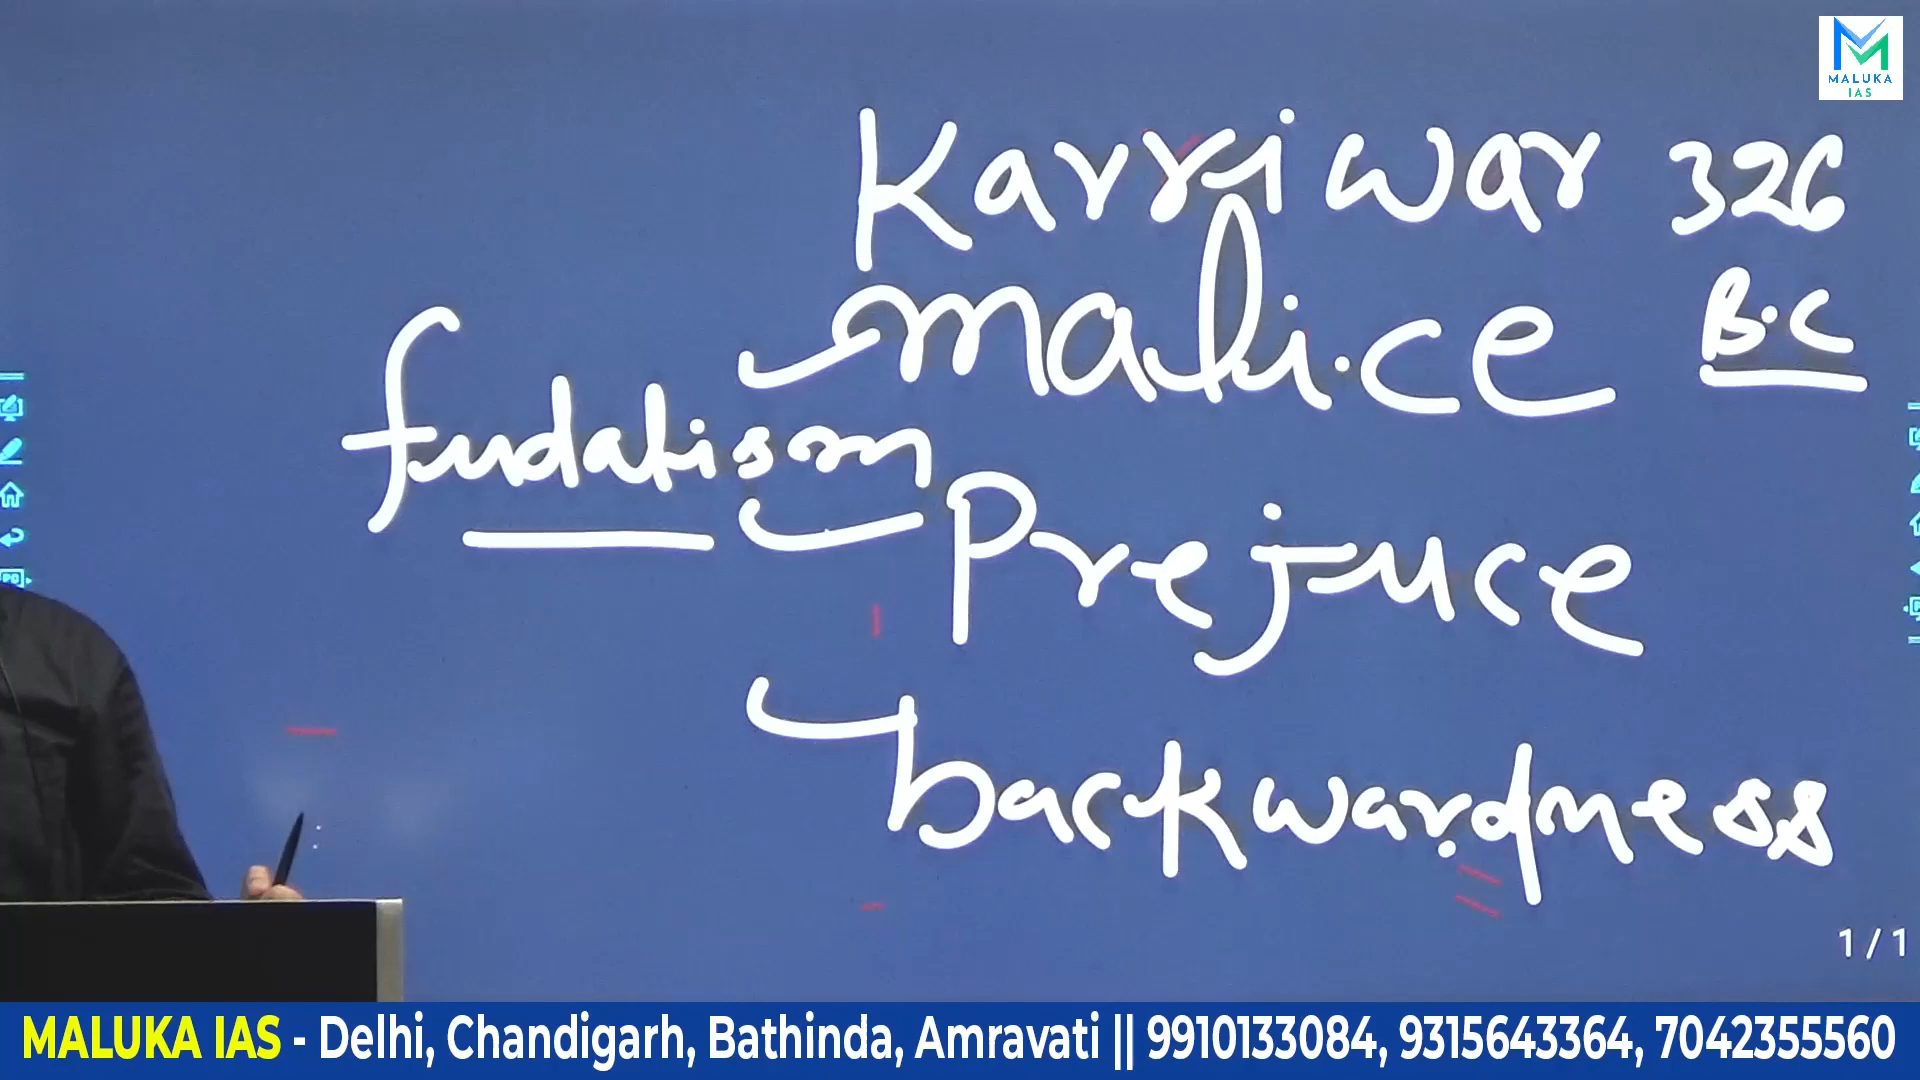 MALUKA
IAS
Karriwar 326
B.C
malice
fudalism
Prejuce
backwardness
1/1
MALUKA IAS - Delhi, Chandigarh, Bathinda, Amravati || 9910133084, 9315643364, 7042355560